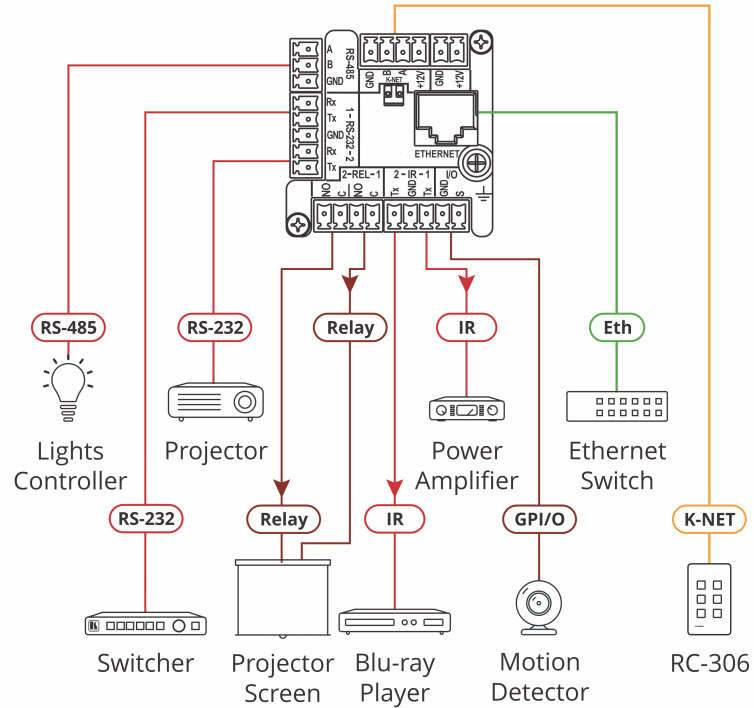 A
B
GND
RS-485
Rx
Tx
GND
Rx
Tx
1 - RS-232 - 2
GND
B
A
+12V
GND
+12V
K-NET
ETHERNET
2-REL-1
2 - IR - 1
I/O
NO
C
NO
C
Tx
GND
Tx
GND
S
RS-485
RS-232
Relay
IR
Eth
Lights
Controller
Projector
Power
Amplifier
Ethernet
Switch
RS-232
Relay
IR
GPI/O
K-NET
Switcher
Projector
Screen
Blu-ray
Player
Motion
Detector
RC-306